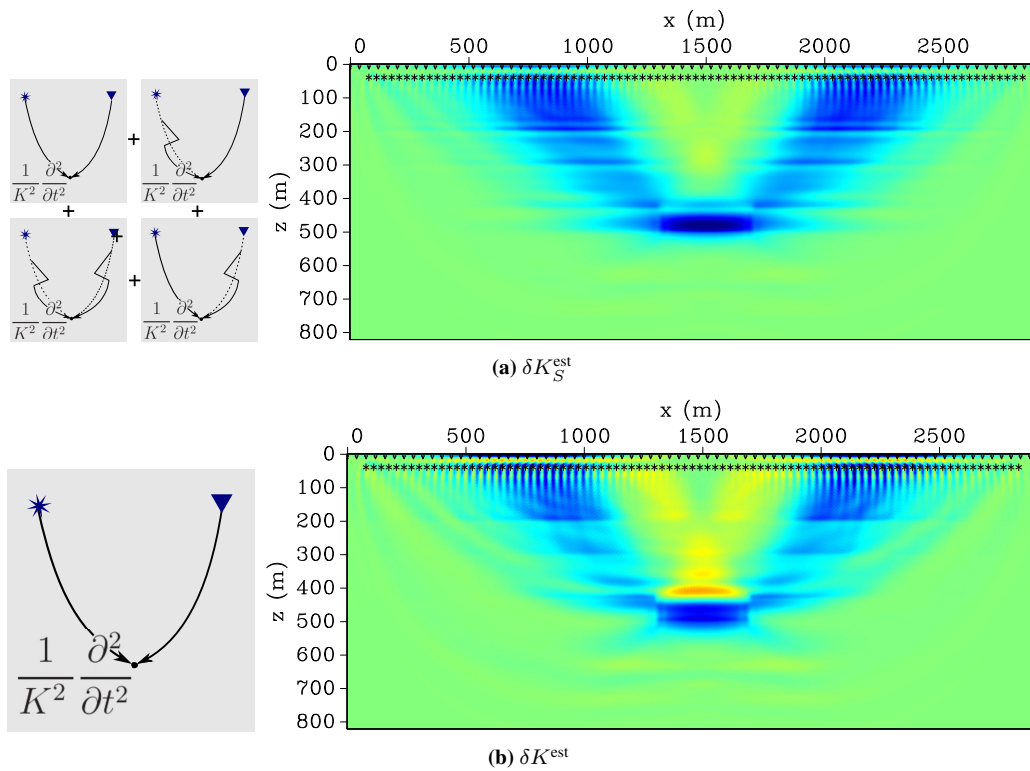 x (m)
0 500 1000 1500 2000 2500
0
100
200
300
400
500
600
700
800
z (m)
+
+ +
+
+
1/K² ∂²/∂t²
1/K² ∂²/∂t²
1/K² ∂²/∂t²
1/K² ∂²/∂t²
(a) δK_S^est
x (m)
0 500 1000 1500 2000 2500
0
100
200
300
400
500
600
700
800
z (m)
1/K² ∂²/∂t²
(b) δK^est